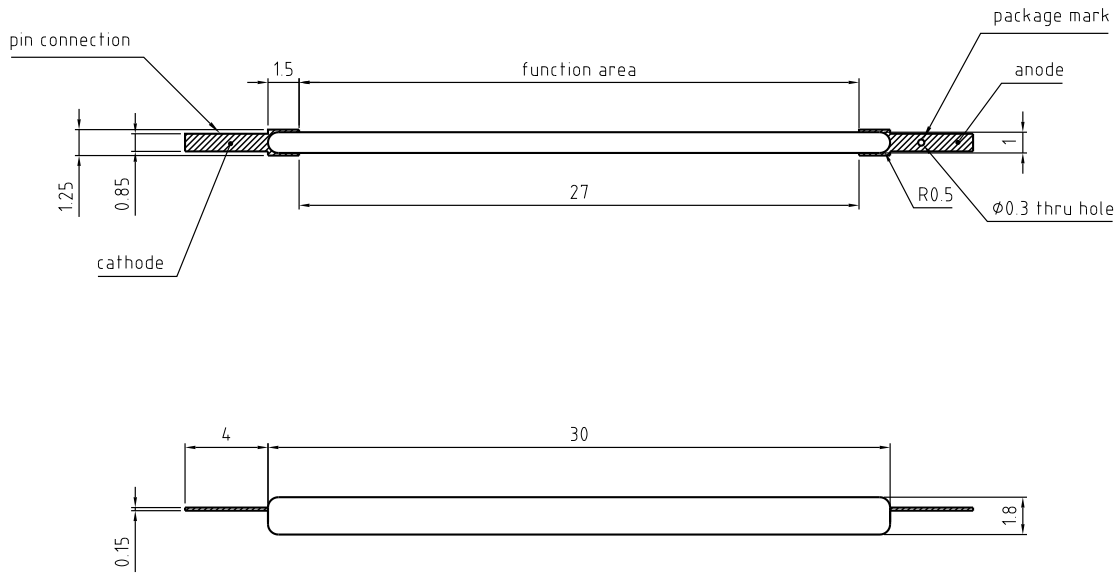 package mark
pin connection
1.5
function area
anode
1.25
0.85
1
27
R0.5
Ø0.3 thru hole
cathode
4
30
0.15
1.8